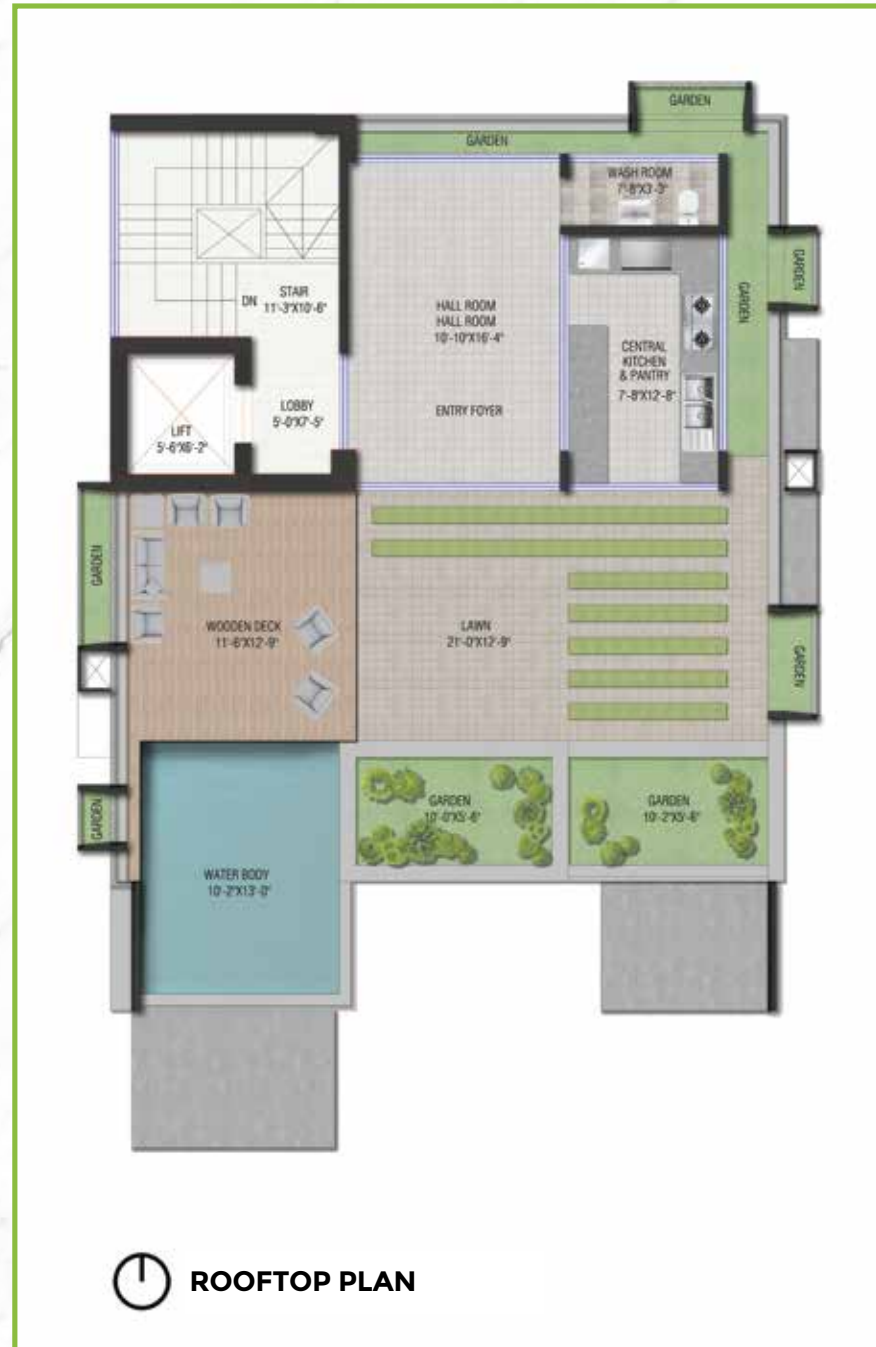 GARDEN
GARDEN
WASH ROOM
7'-8"X3'-3"
GARDEN
GARDEN
STAIR
11'-3"X10'-6"
DN
HALL ROOM
HALL ROOM
10'-10"X16'-4"
CENTRAL
KITCHEN
& PANTRY
7'-8"X12'-8"
LOBBY
5'-0"X7'-5"
ENTRY FOYER
LIFT
5'-6"X6'-2"
GARDEN
WOODEN DECK
11'-6"X12'-9"
LAWN
21'-0"X12'-9"
GARDEN
GARDEN
GARDEN
10'-0"X5'-6"
GARDEN
10'-2"X5'-6"
WATER BODY
10'-2"X13'-0"
ROOFTOP PLAN